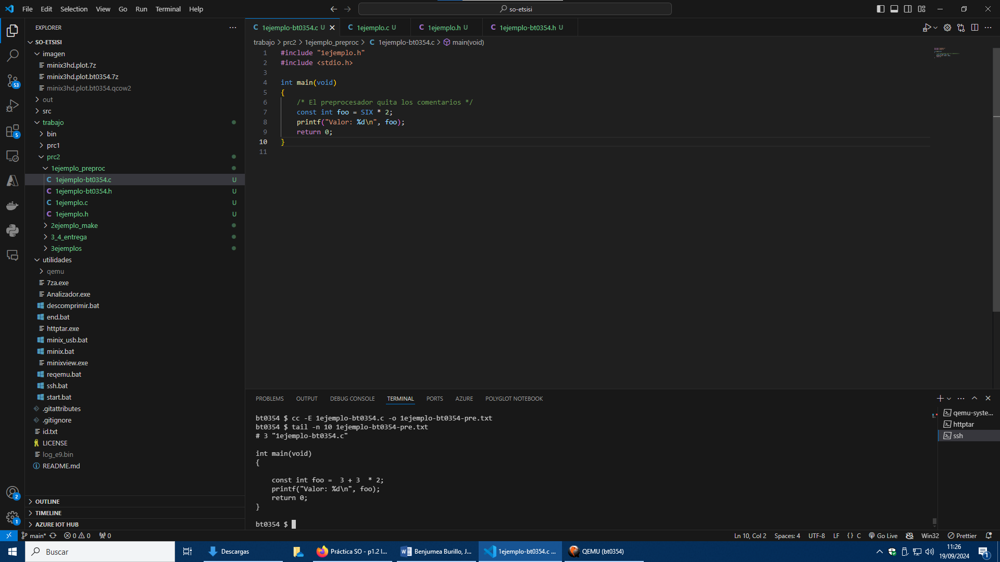 File Edit Selection View Go Run Terminal Help
so-etsisi
EXPLORER
SO-ETSISI
imagen
minix3hd.plot.7z
minix3hd.plot.bt0354.7z
minix3hd.plot.bt0354.qcow2
out
src
trabajo
bin
prc1
prc2
1ejemplo_preproc
1ejemplo-bt0354.c U
1ejemplo-bt0354.h U
1ejemplo.c U
1ejemplo.h U
2ejemplo_make
3_4_entrega
3ejemplos
utilidades
qemu
7za.exe
Analizador.exe
descomprimir.bat
end.bat
httptar.exe
minix_usb.bat
minix.bat
minixview.exe
reqemu.bat
ssh.bat
start.bat
.gitattributes
.gitignore
id.txt
LICENSE
log_e9.bin
README.md
OUTLINE
TIMELINE
AZURE IOT HUB
53
5
2
1
C 1ejemplo-bt0354.c U
C 1ejemplo.c U
C 1ejemplo.h U
C 1ejemplo-bt0354.h U
trabajo > prc2 > 1ejemplo_preproc > C 1ejemplo-bt0354.c > main(void)
1 #include "1ejemplo.h"
2 #include <stdio.h>
3
4 int main(void)
5 {
6 /* El preprocesador quita los comentarios */
7 const int foo = SIX * 2;
8 printf("Valor: %d\n", foo);
9 return 0;
10 }
11
PROBLEMS OUTPUT DEBUG CONSOLE TERMINAL PORTS AZURE POLYGLOT NOTEBOOK
bt0354 $ cc -E 1ejemplo-bt0354.c -o 1ejemplo-bt0354-pre.txt
bt0354 $ tail -n 10 1ejemplo-bt0354-pre.txt
# 3 "1ejemplo-bt0354.c"
int main(void)
{
const int foo =  3 + 3  * 2;
printf("Valor: %d\n", foo);
return 0;
}
bt0354 $
qemu-syste...
httptar
ssh
main* 0 0 0
Ln 10, Col 2 Spaces: 4 UTF-8 LF {} C Go Live Win32 Prettier
Buscar
Descargas
Práctica SO - p1.2 I...
Benjumea Burillo, J...
1ejemplo-bt0354.c ...
QEMU (bt0354)
11:26
19/09/2024
1